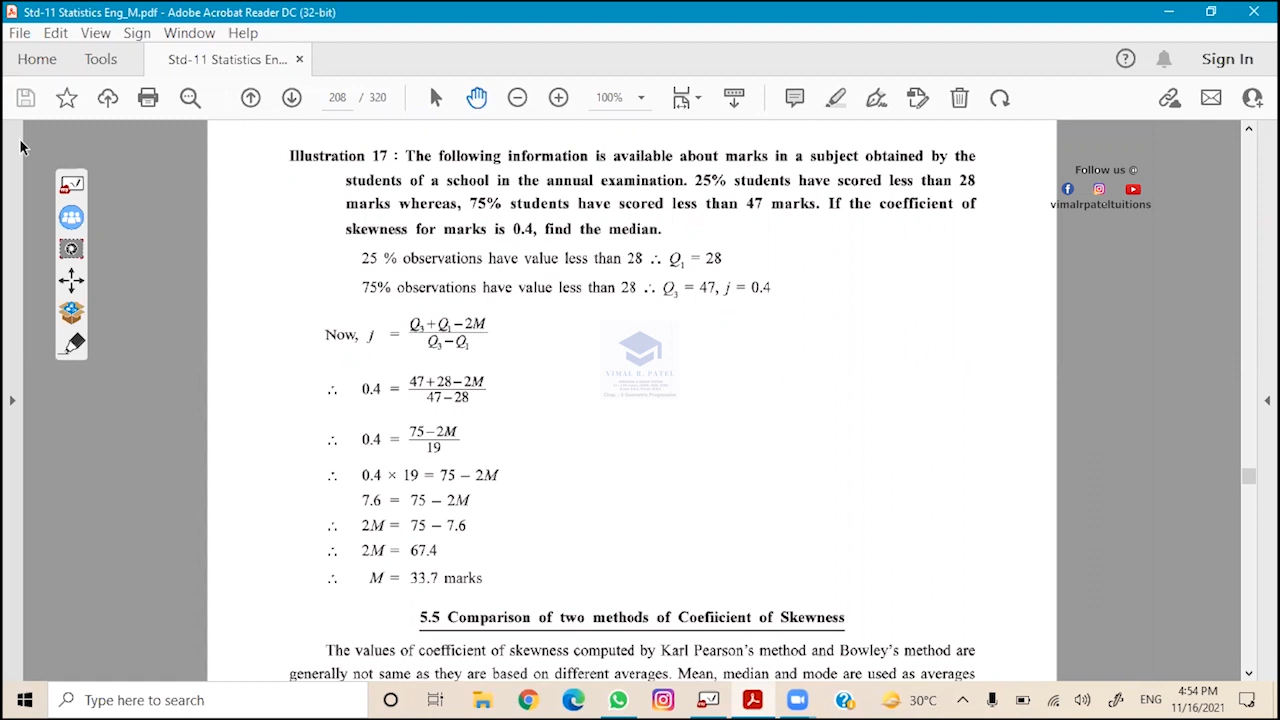 Std-11 Statistics Eng_M.pdf - Adobe Acrobat Reader DC (32-bit)
File Edit View Sign Window Help
Home Tools Std-11 Statistics En... × Sign In
208 / 320 100%
Illustration 17 : The following information is available about marks in a subject obtained by the
students of a school in the annual examination. 25% students have scored less than 28
marks whereas, 75% students have scored less than 47 marks. If the coefficient of
skewness for marks is 0.4, find the median.
Follow us @
vimalrpateltuitions
25 % observations have value less than 28 ∴ Q₁ = 28
75% observations have value less than 28 ∴ Q₃ = 47, j = 0.4
Now, j = (Q₃+Q₁−2M)/(Q₃−Q₁)
∴ 0.4 = (47+28−2M)/(47−28)
∴ 0.4 = (75−2M)/19
∴ 0.4 × 19 = 75 − 2M
7.6 = 75 − 2M
∴ 2M = 75 − 7.6
∴ 2M = 67.4
∴ M = 33.7 marks
VIMAL R. PATEL
5.5 Comparison of two methods of Coefiicient of Skewness
The values of coefficient of skewness computed by Karl Pearson's method and Bowley's method are
generally not same as they are based on different averages. Mean, median and mode are used as averages
Type here to search
30°C
ENG
4:54 PM
11/16/2021